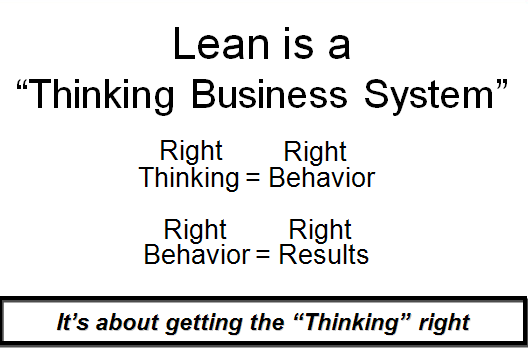 Lean is a
“Thinking Business System”
Right Right
Thinking = Behavior
Right Right
Behavior = Results
It’s about getting the “Thinking” right